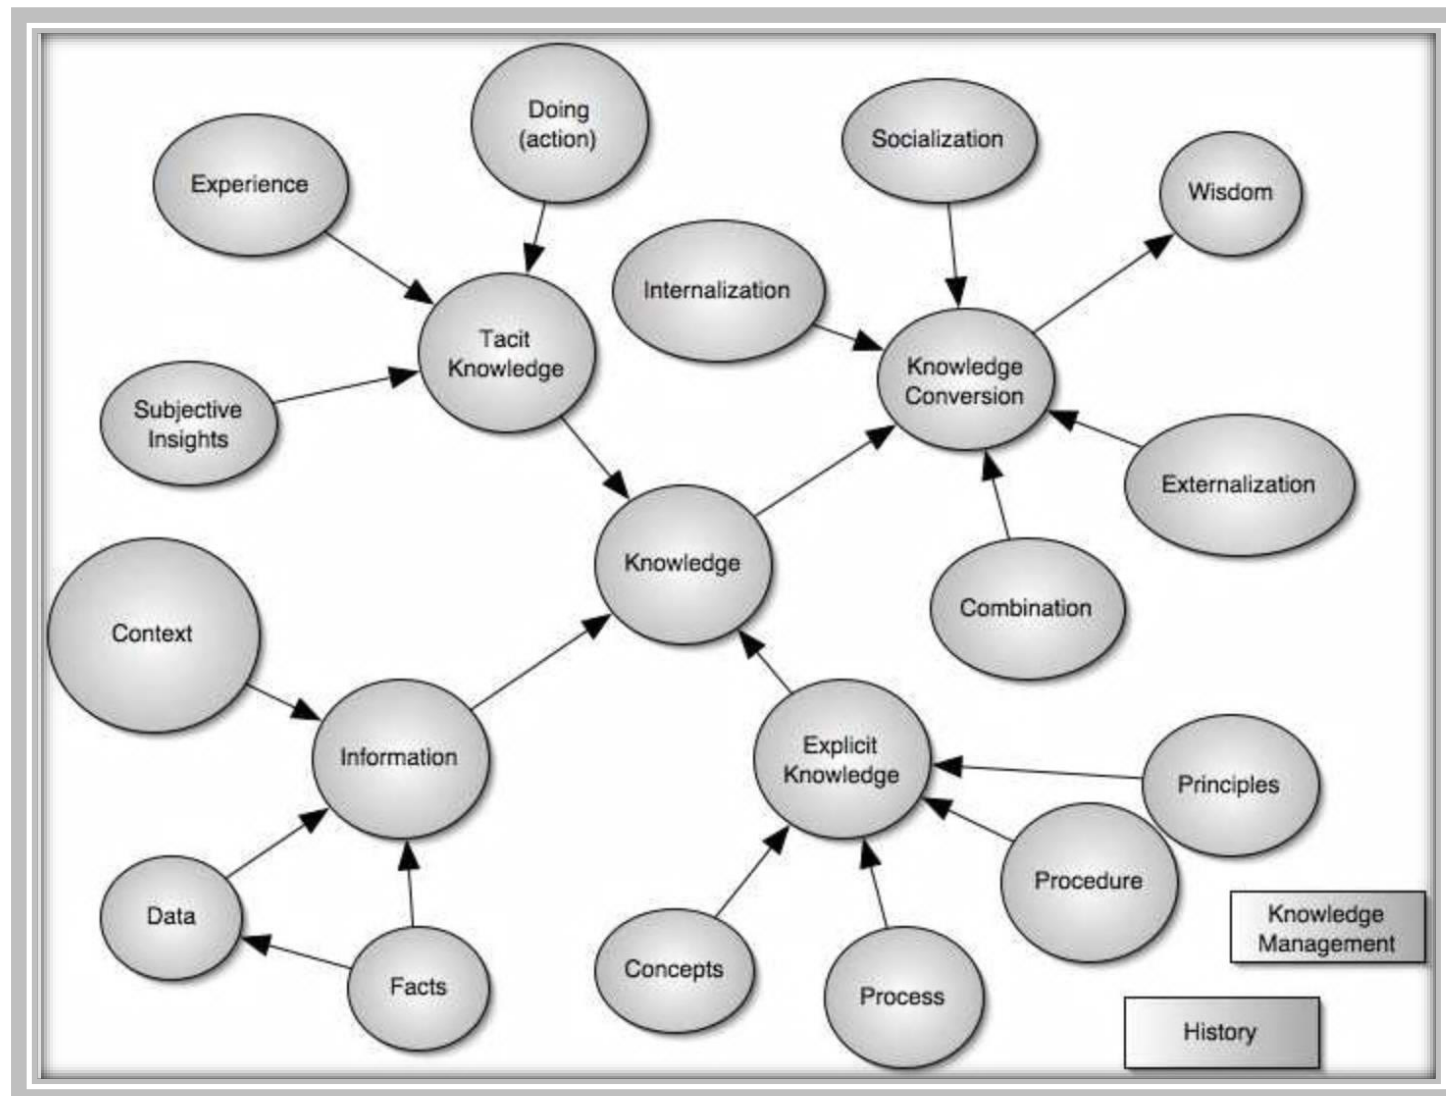 Doing
(action)
Socialization
Experience
Wisdom
Internalization
Tacit
Knowledge
Knowledge
Conversion
Subjective
Insights
Externalization
Knowledge
Combination
Context
Information
Explicit
Knowledge
Principles
Procedure
Data
Knowledge
Management
Concepts
Facts
Process
History